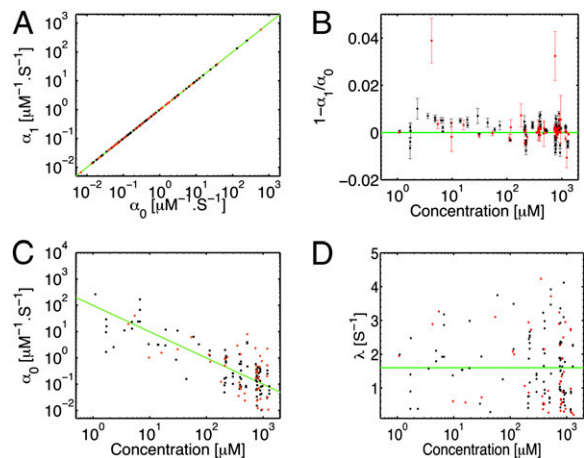 A
10³
10²
10¹
10⁰
10⁻¹
10⁻²
α₁ [μM⁻¹.S⁻¹]
10⁻² 10⁻¹ 10⁰ 10¹ 10² 10³
α₀ [μM⁻¹.S⁻¹]
B
0.04
0.02
0
−0.02
1−α₁/α₀
10⁰ 10¹ 10² 10³
Concentration [μM]
C
10⁴
10³
10²
10¹
10⁰
10⁻¹
10⁻²
α₀ [μM⁻¹.S⁻¹]
10⁰ 10¹ 10² 10³
Concentration [μM]
D
5
4
3
2
1
λ [S⁻¹]
10⁰ 10¹ 10² 10³
Concentration [μM]